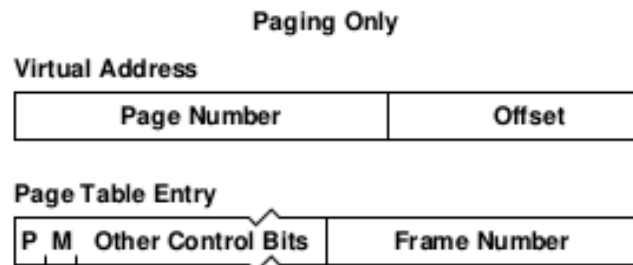 Paging Only
Virtual Address
Page Number Offset
Page Table Entry
P M Other Control Bits Frame Number